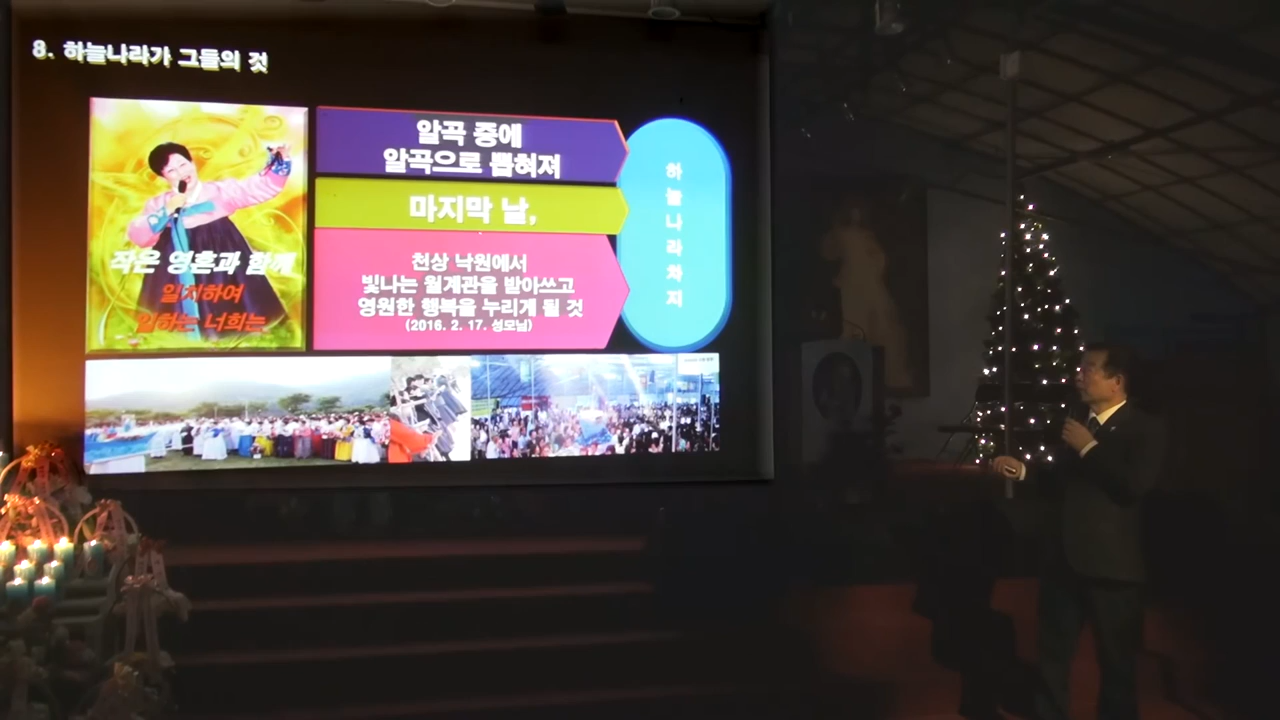 8. 하늘나라가 그들의 것
작은 영혼과 함께
일치하여
일하는 너희는
알곡 중에
알곡으로 뽑혀져
마지막 날,
천상 낙원에서
빛나는 월계관을 받아쓰고
영원한 행복을 누리게 될 것
(2016. 2. 17. 성모님)
하늘나라차지